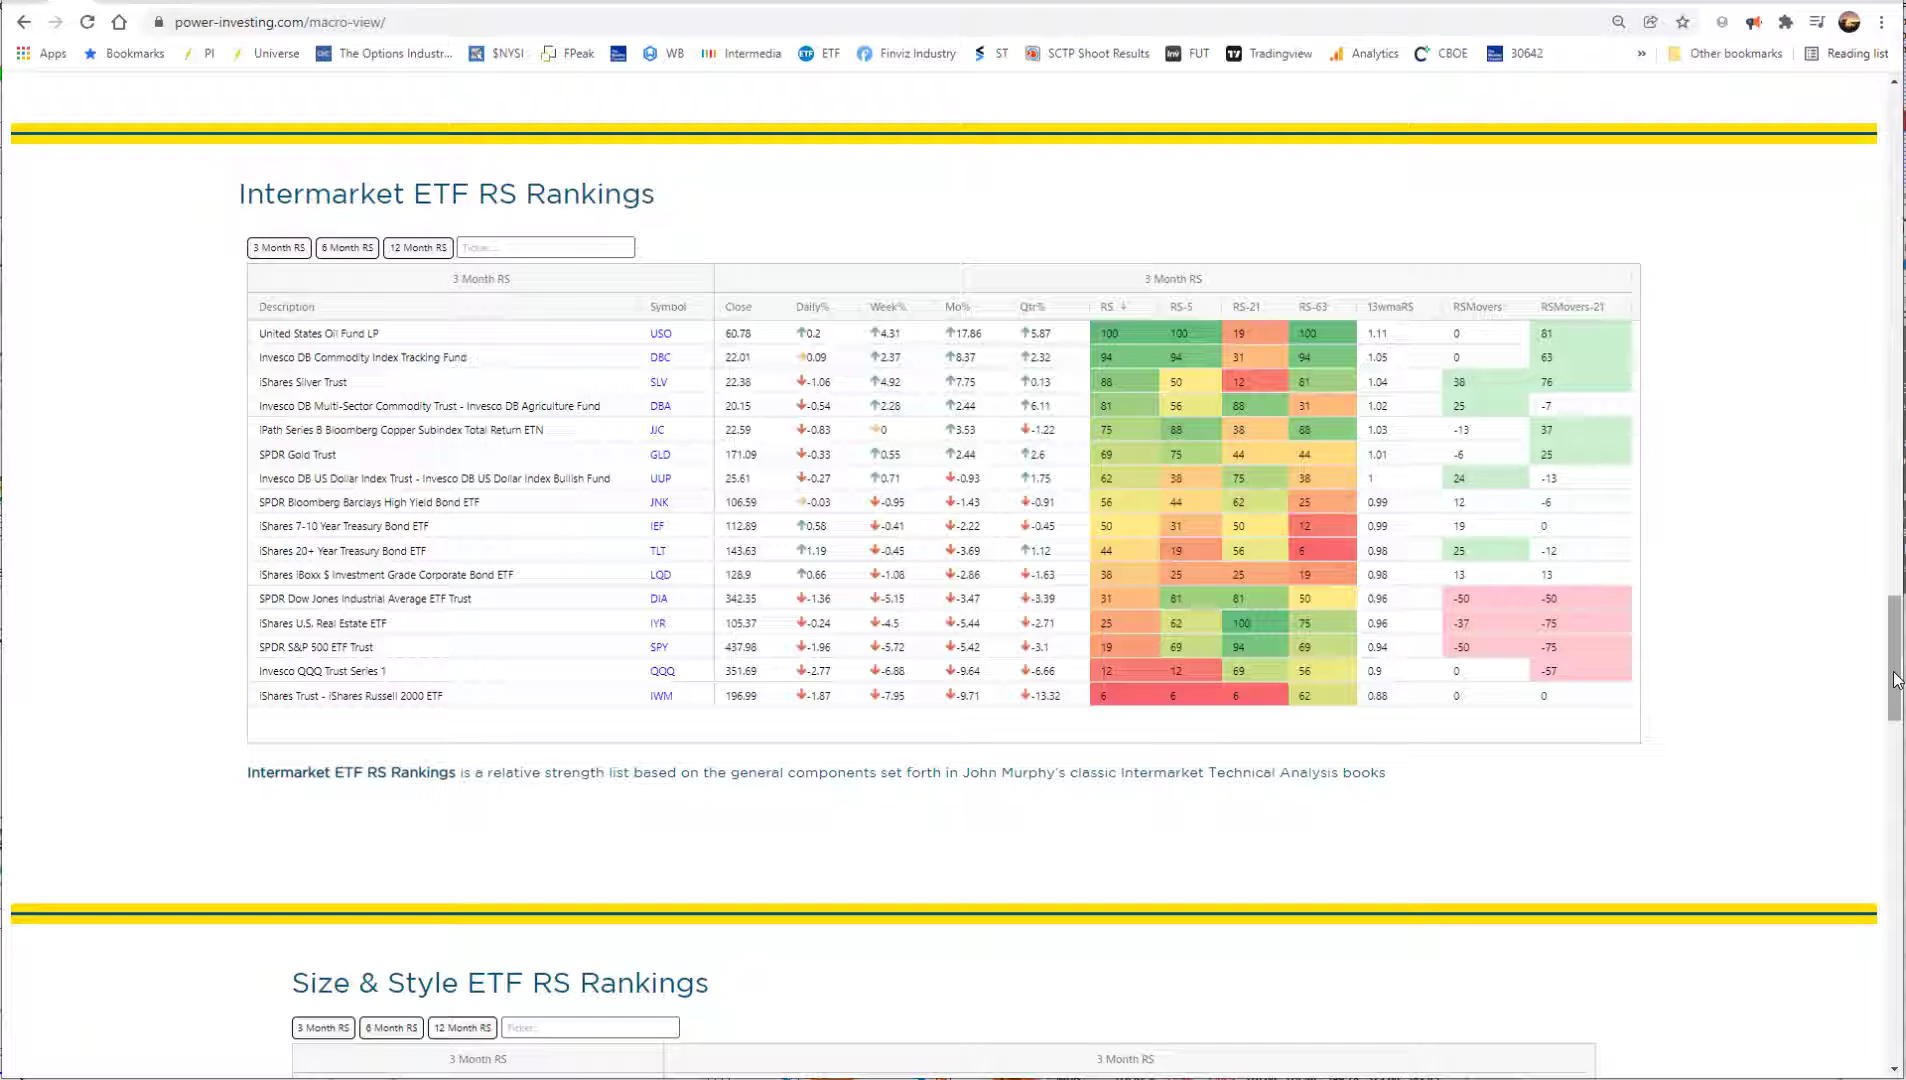 power-investing.com/macro-view/
Apps Bookmarks PI Universe The Options Industr... $NYSI FPeak WB Intermedia ETF Finviz Industry ST SCTP Shoot Results FUT Tradingview Analytics CBOE 30642 » Other bookmarks Reading list
Intermarket ETF RS Rankings
3 Month RS 6 Month RS 12 Month RS Ticker...
3 Month RS 3 Month RS
Description Symbol Close Daily% Week% Mo% Qtr% RS ↓ RS-5 RS-21 RS-63 13wmaRS RSMovers RSMovers-21
United States Oil Fund LP USO 60.78 0.2 4.31 17.86 5.87 100 100 19 100 1.11 0 81
Invesco DB Commodity Index Tracking Fund DBC 22.01 0.09 2.37 8.37 2.32 94 94 31 94 1.05 0 63
iShares Silver Trust SLV 22.38 -1.06 4.92 7.75 0.13 88 50 12 81 1.04 38 76
Invesco DB Multi-Sector Commodity Trust - Invesco DB Agriculture Fund DBA 20.15 -0.54 2.28 2.44 6.11 81 56 88 31 1.02 25 -7
iPath Series B Bloomberg Copper Subindex Total Return ETN JJC 22.59 -0.83 0 3.53 -1.22 75 88 38 88 1.03 -13 37
SPDR Gold Trust GLD 171.09 -0.33 0.55 2.44 2.6 69 75 44 44 1.01 -6 25
Invesco DB US Dollar Index Trust - Invesco DB US Dollar Index Bullish Fund UUP 25.61 -0.27 0.71 -0.93 1.75 62 38 75 38 1 24 -13
SPDR Bloomberg Barclays High Yield Bond ETF JNK 106.59 -0.03 -0.95 -1.43 -0.91 56 44 62 25 0.99 12 -6
iShares 7-10 Year Treasury Bond ETF IEF 112.89 0.58 -0.41 -2.22 -0.45 50 31 50 12 0.99 19 0
iShares 20+ Year Treasury Bond ETF TLT 143.63 1.19 -0.45 -3.69 1.12 44 19 56 6 0.98 25 -12
iShares iBoxx $ Investment Grade Corporate Bond ETF LQD 128.9 0.66 -1.08 -2.86 -1.63 38 25 25 19 0.98 13 13
SPDR Dow Jones Industrial Average ETF Trust DIA 342.35 -1.36 -5.15 -3.47 -3.39 31 81 81 50 0.96 -50 -50
iShares U.S. Real Estate ETF IYR 105.37 -0.24 -4.5 -5.44 -2.71 25 62 100 75 0.96 -37 -75
SPDR S&P 500 ETF Trust SPY 437.98 -1.96 -5.72 -5.42 -3.1 19 69 94 69 0.94 -50 -75
Invesco QQQ Trust Series 1 QQQ 351.69 -2.77 -6.88 -9.64 -6.66 12 12 69 56 0.9 0 -57
iShares Trust - iShares Russell 2000 ETF IWM 196.99 -1.87 -7.95 -9.71 -13.32 6 6 6 62 0.88 0 0
Intermarket ETF RS Rankings is a relative strength list based on the general components set forth in John Murphy's classic Intermarket Technical Analysis books
Size & Style ETF RS Rankings
3 Month RS 6 Month RS 12 Month RS Ticker...
3 Month RS 3 Month RS